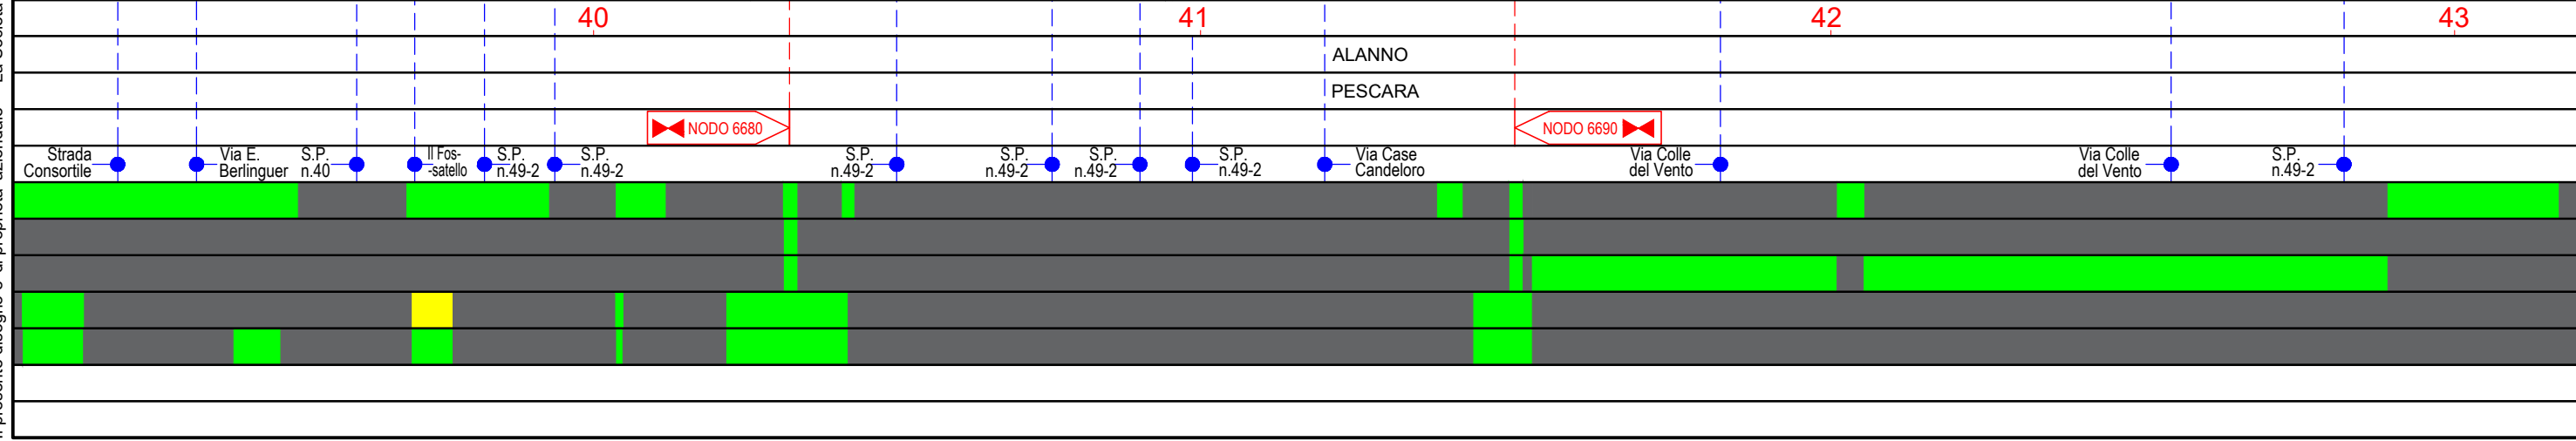 40 41 42 43
ALANNO
PESCARA
NODO 6680 NODO 6690
Strada
Consortile
Via E.
Berlinguer
S.P.
n.40
Il Fos-
-satello
S.P.
n.49-2
S.P.
n.49-2
S.P.
n.49-2
S.P.
n.49-2
S.P.
n.49-2
S.P.
n.49-2
Via Case
Candeloro
Via Colle
del Vento
Via Colle
del Vento
S.P.
n.49-2